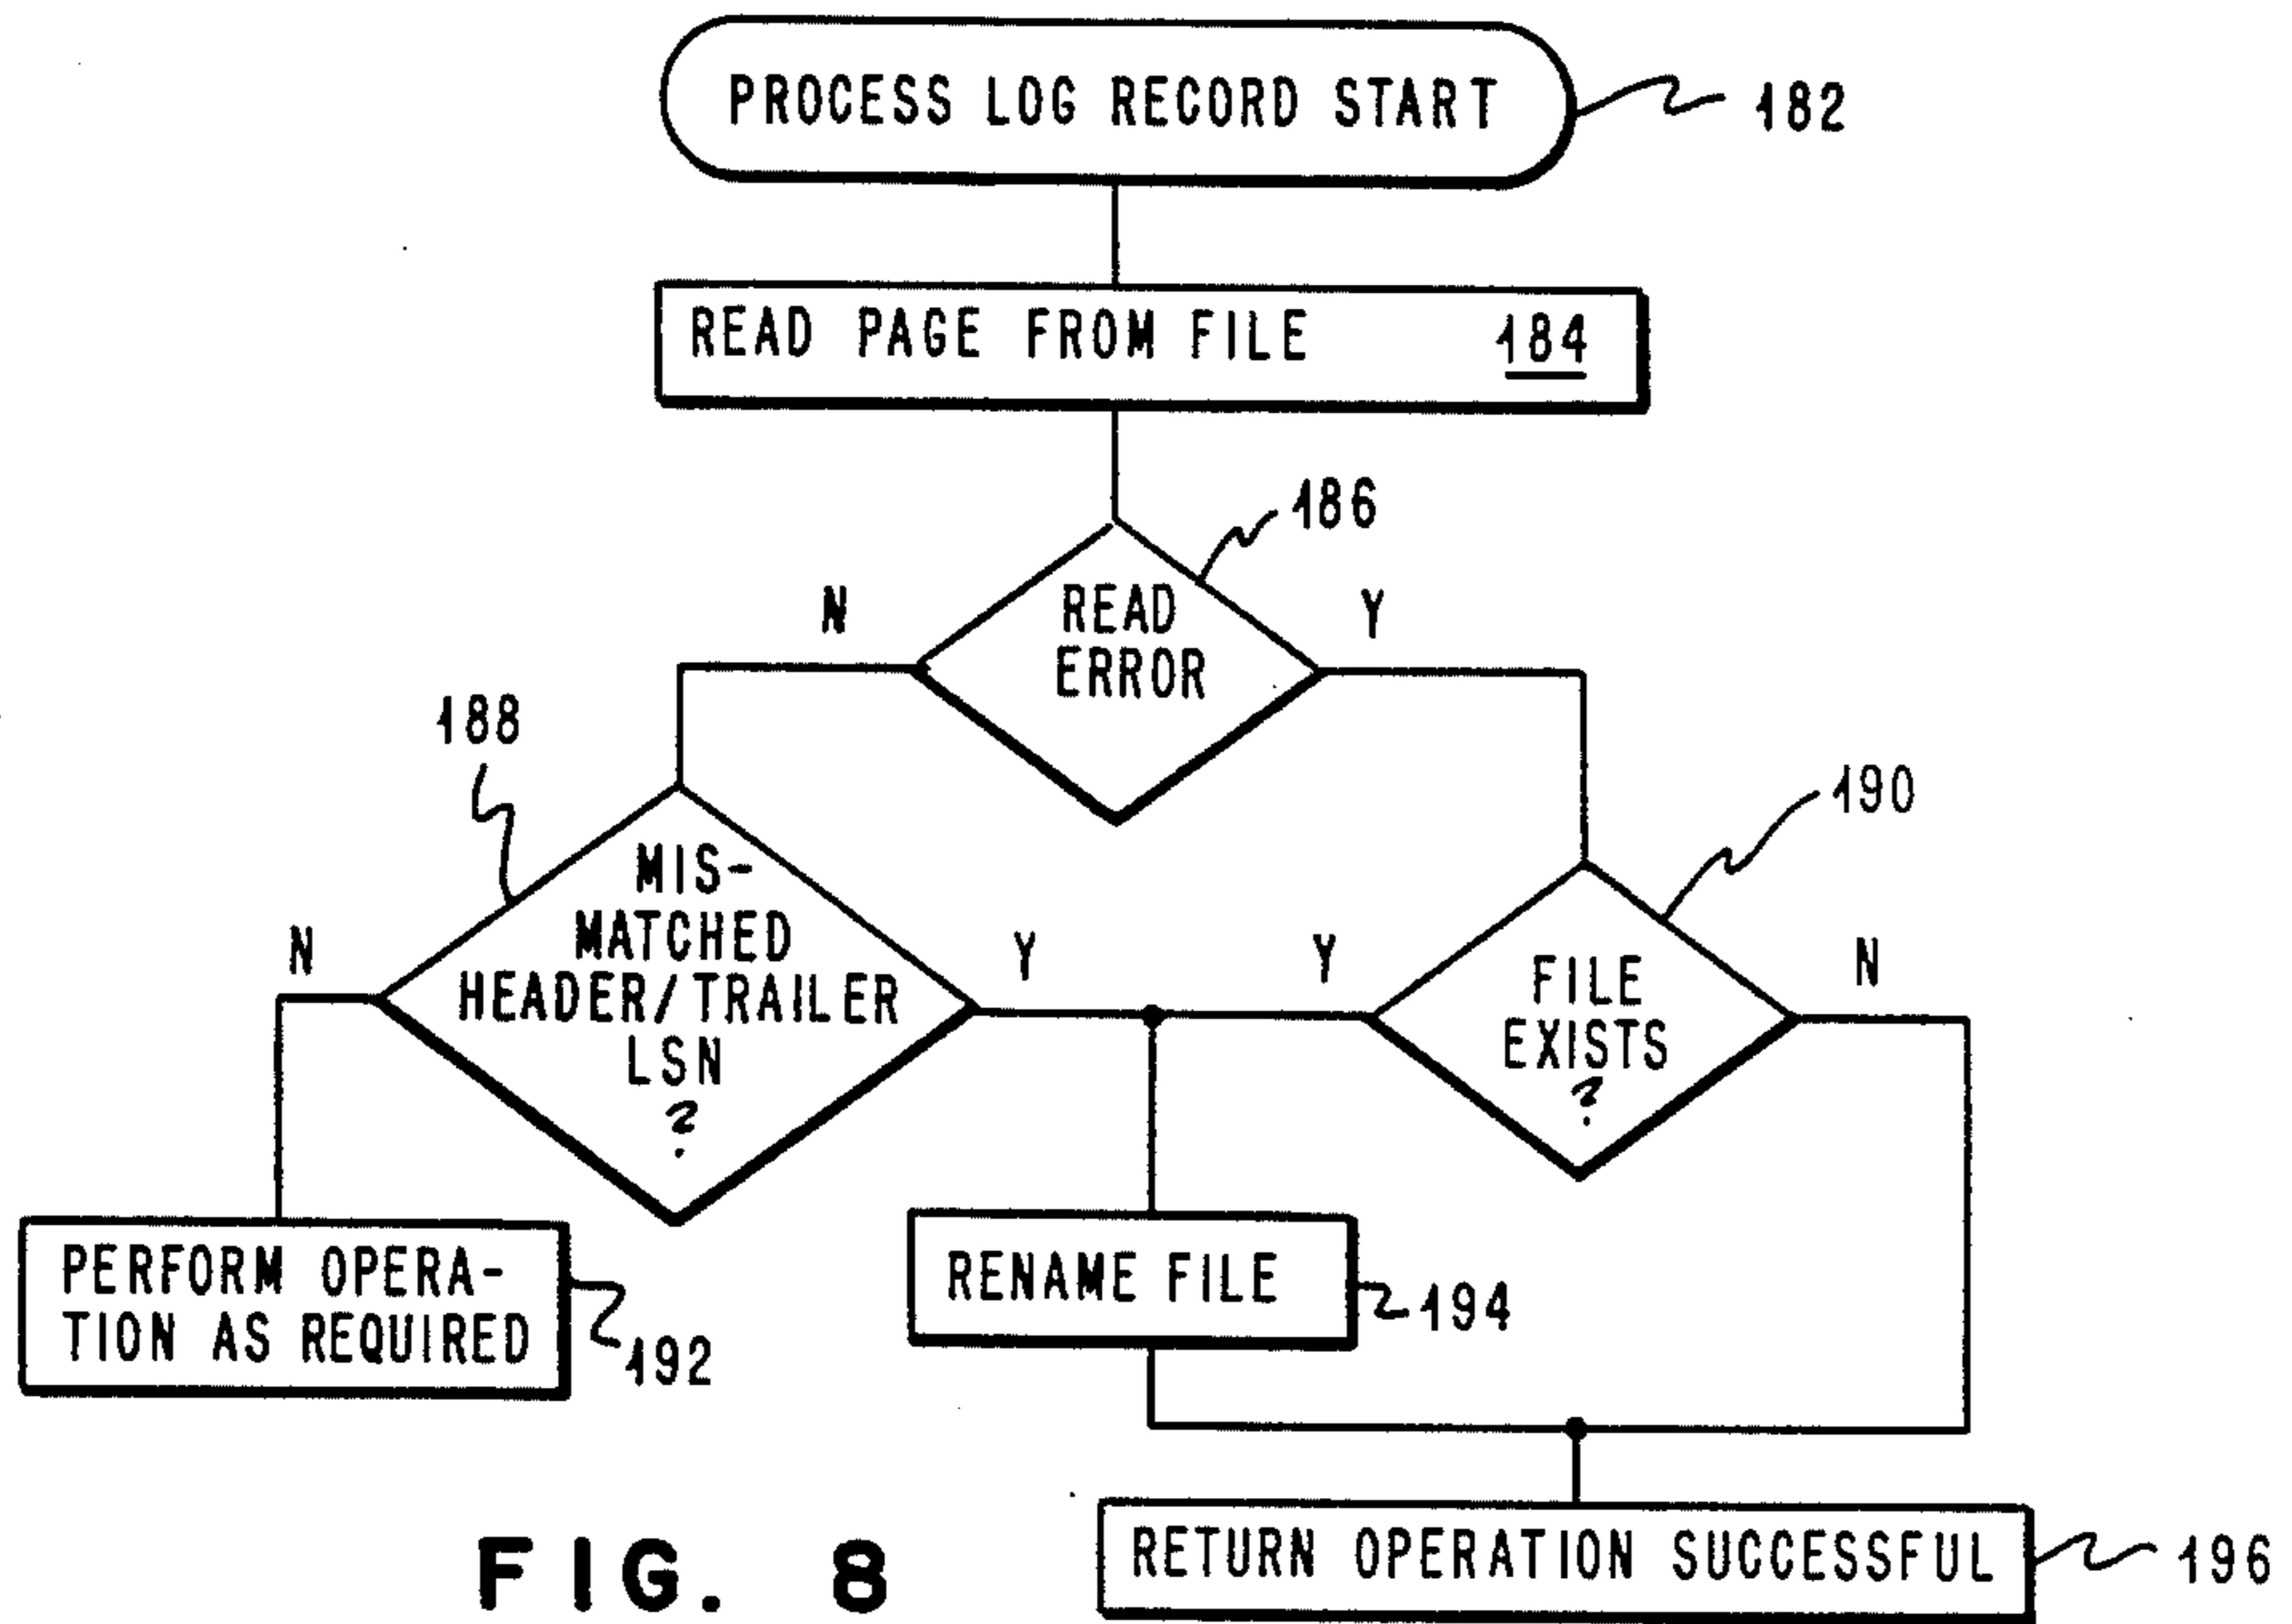 PROCESS LOG RECORD START
182
READ PAGE FROM FILE 184
186
READ
ERROR
N
Y
188
190
MIS-
MATCHED
HEADER/TRAILER
LSN
?
N
Y
Y
FILE
EXISTS
?
N
PERFORM OPERA-
TION AS REQUIRED
192
RENAME FILE
194
RETURN OPERATION SUCCESSFUL
196
FIG. 8